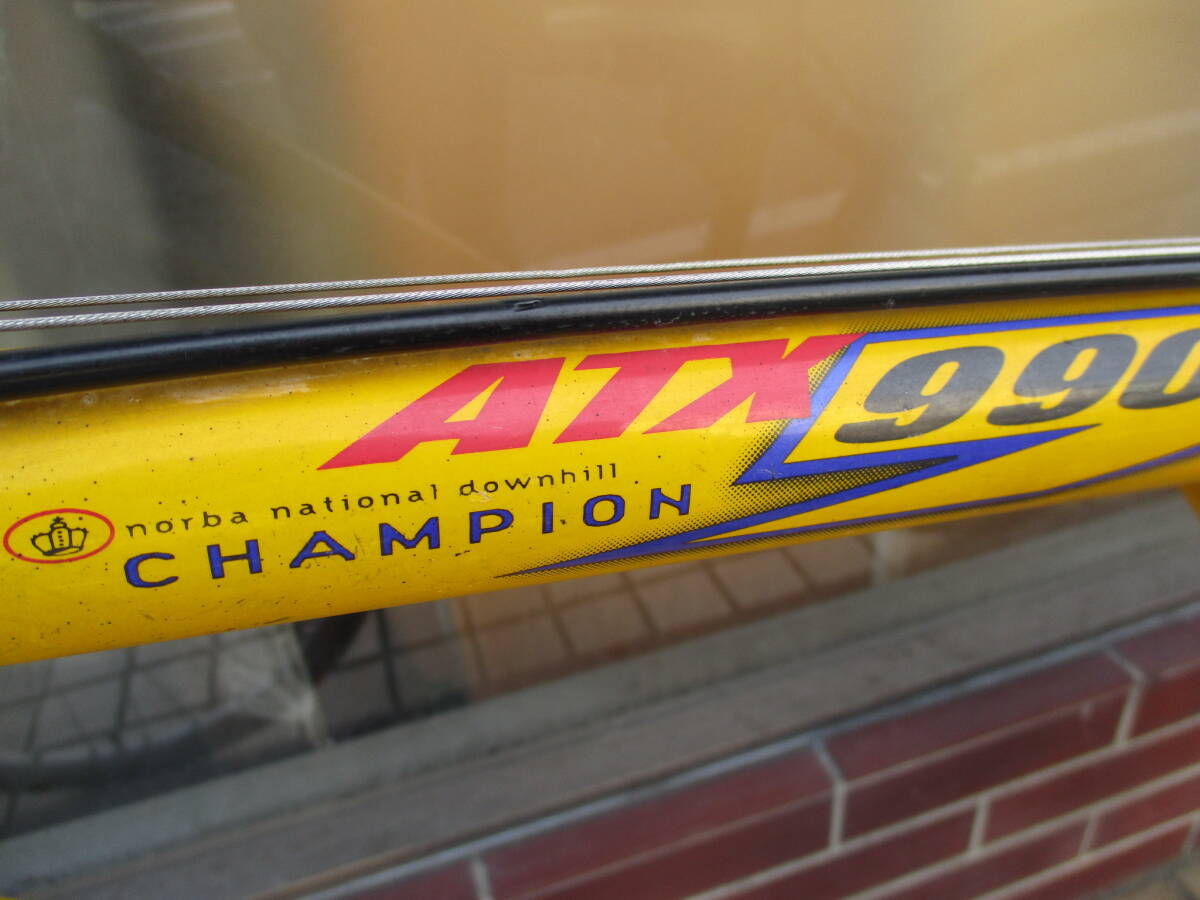 ATX 990
norba national downhill
CHAMPION